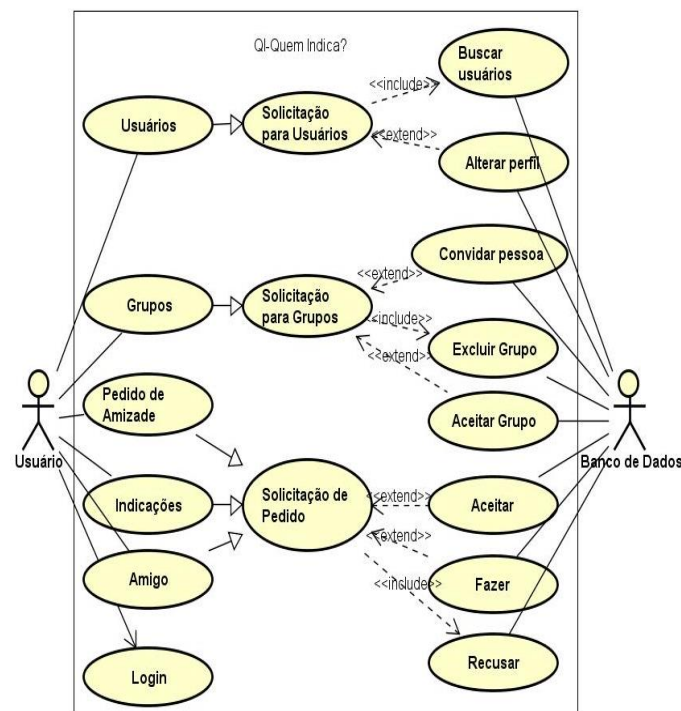 QI-Quem Indica?
Buscar
usuários
<<include>>
Usuários
Solicitação
para Usuários
<<extend>>
Alterar perfil
Convidar pessoa
<<extend>>
Grupos
Solicitação
para Grupos
<<include>>
Excluir Grupo
<<extend>>
Pedido de
Amizade
Aceitar Grupo
Usuário
Banco de Dados
Indicações
Solicitação de
Pedido
<<extend>>
Aceitar
<<extend>>
Amigo
<<include>>
Fazer
Login
Recusar